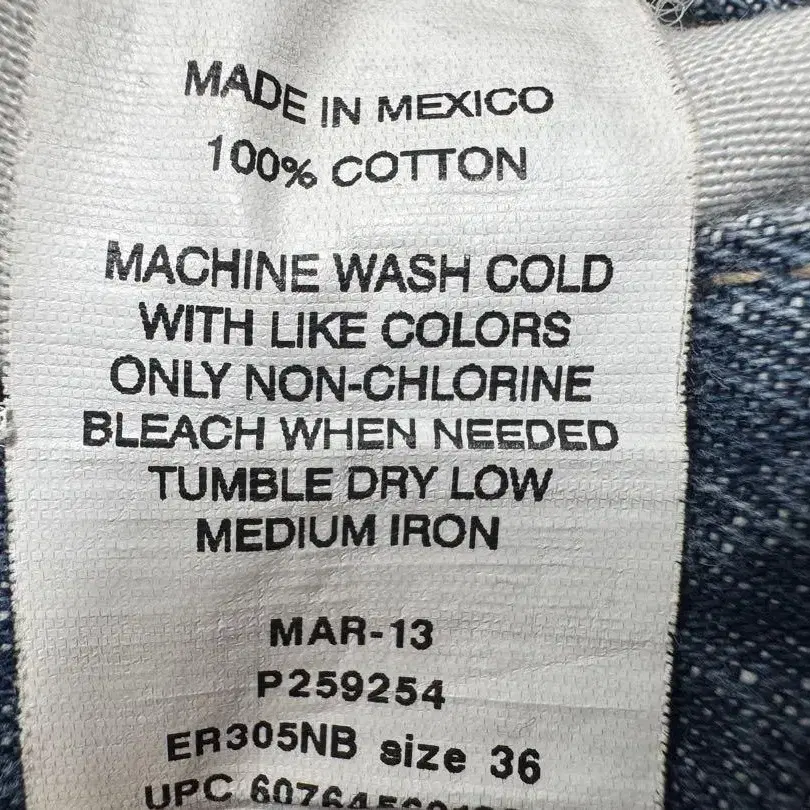 MADE IN MEXICO
100% COTTON
MACHINE WASH COLD
WITH LIKE COLORS
ONLY NON-CHLORINE
BLEACH WHEN NEEDED
TUMBLE DRY LOW
MEDIUM IRON
MAR-13
P259254
ER305NB size 36
UPC